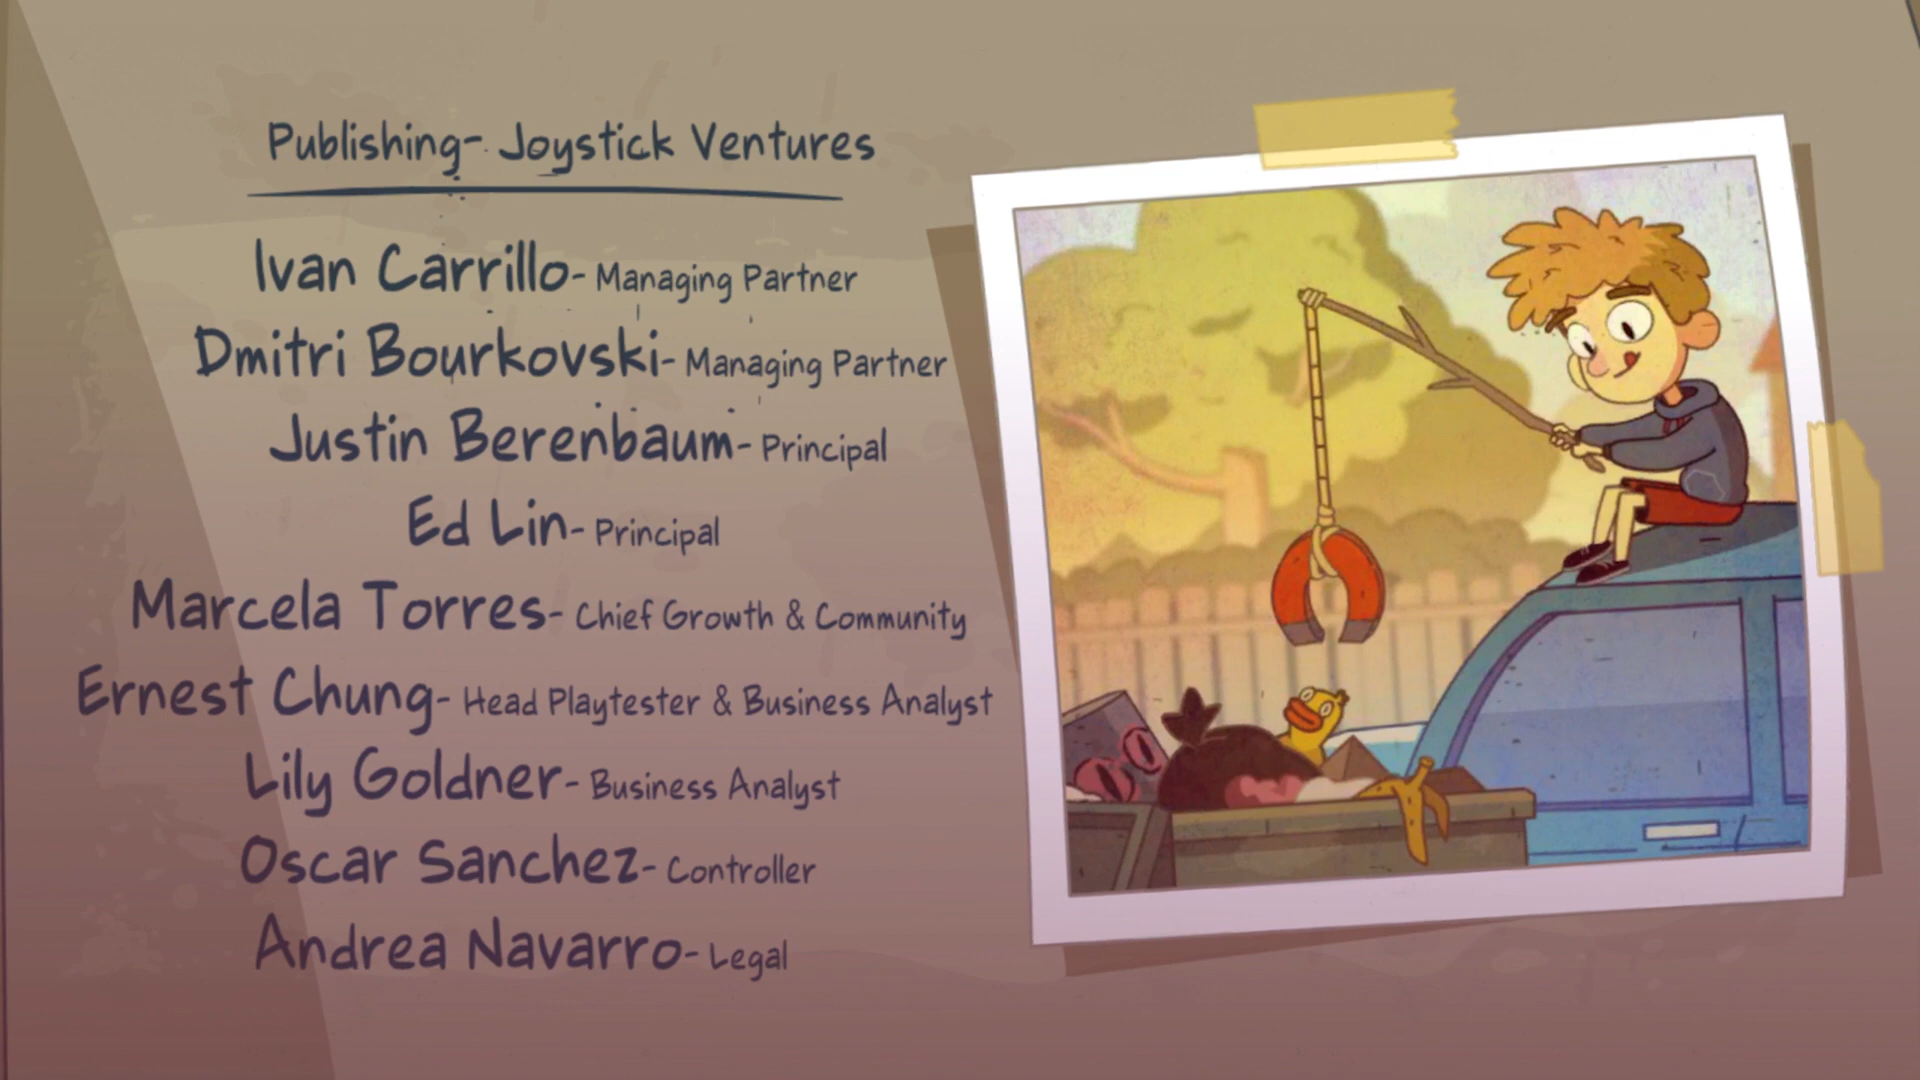 Publishing- Joystick Ventures
Ivan Carrillo- Managing Partner
Dmitri Bourkovski- Managing Partner
Justin Berenbaum- Principal
Ed Lin- Principal
Marcela Torres- Chief Growth & Community
Ernest Chung- Head Playtester & Business Analyst
Lily Goldner- Business Analyst
Oscar Sanchez- Controller
Andrea Navarro- Legal